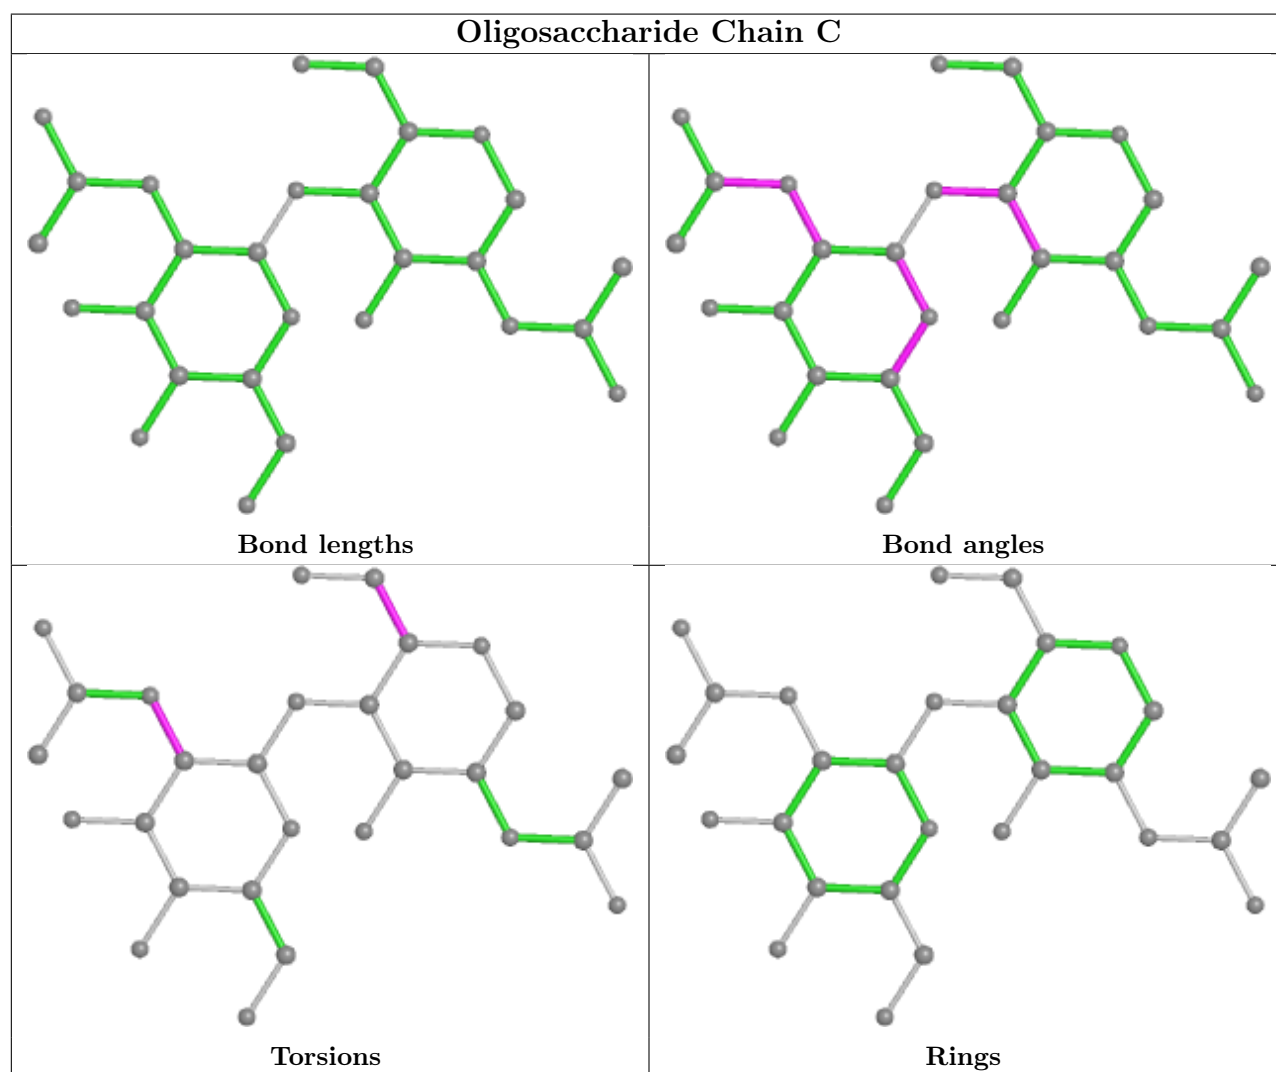 Oligosaccharide Chain C
Bond lengths
Bond angles
Torsions
Rings